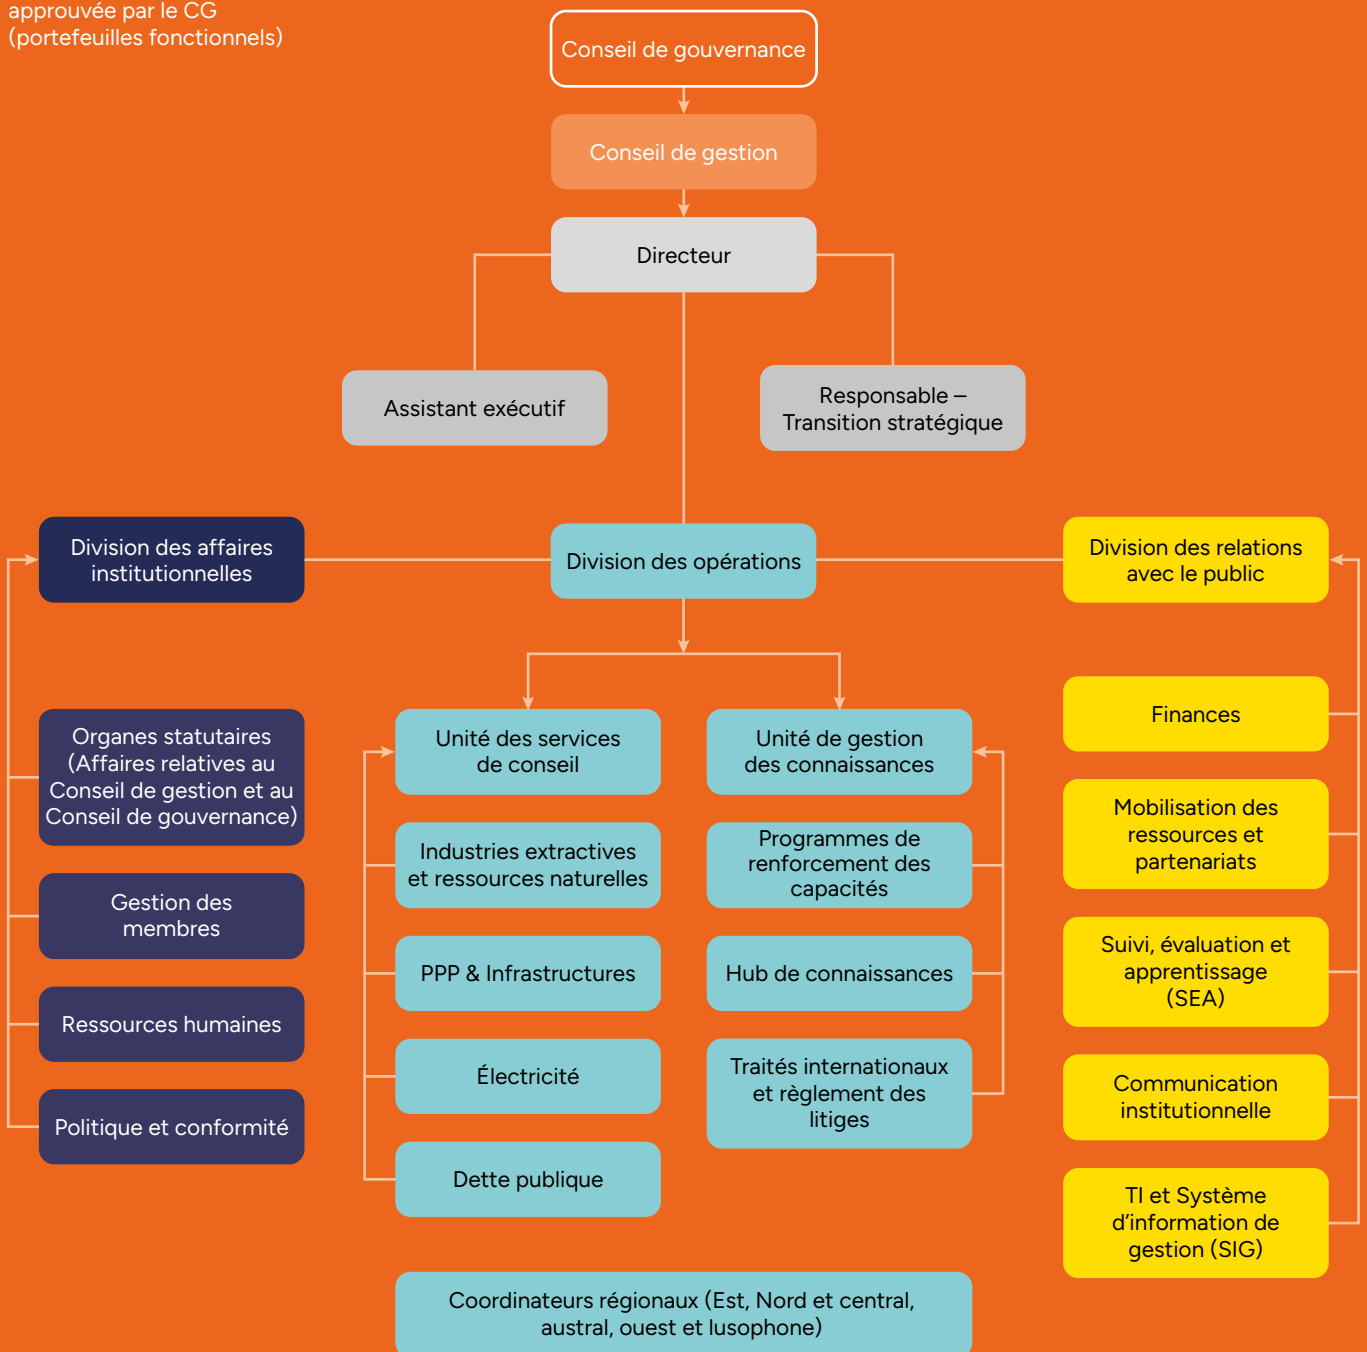 approuvée par le CG
(portefeuilles fonctionnels)
Conseil de gouvernance
Conseil de gestion
Directeur
Assistant exécutif
Responsable –
Transition stratégique
Division des affaires
institutionnelles
Division des opérations
Division des relations
avec le public
Organes statutaires
(Affaires relatives au
Conseil de gestion et au
Conseil de gouvernance)
Gestion des
membres
Ressources humaines
Politique et conformité
Unité des services
de conseil
Industries extractives
et ressources naturelles
PPP & Infrastructures
Électricité
Dette publique
Unité de gestion
des connaissances
Programmes de
renforcement des
capacités
Hub de connaissances
Traités internationaux
et règlement des
litiges
Finances
Mobilisation des
ressources et
partenariats
Suivi, évaluation et
apprentissage
(SEA)
Communication
institutionnelle
TI et Système
d'information de
gestion (SIG)
Coordinateurs régionaux (Est, Nord et central,
austral, ouest et lusophone)